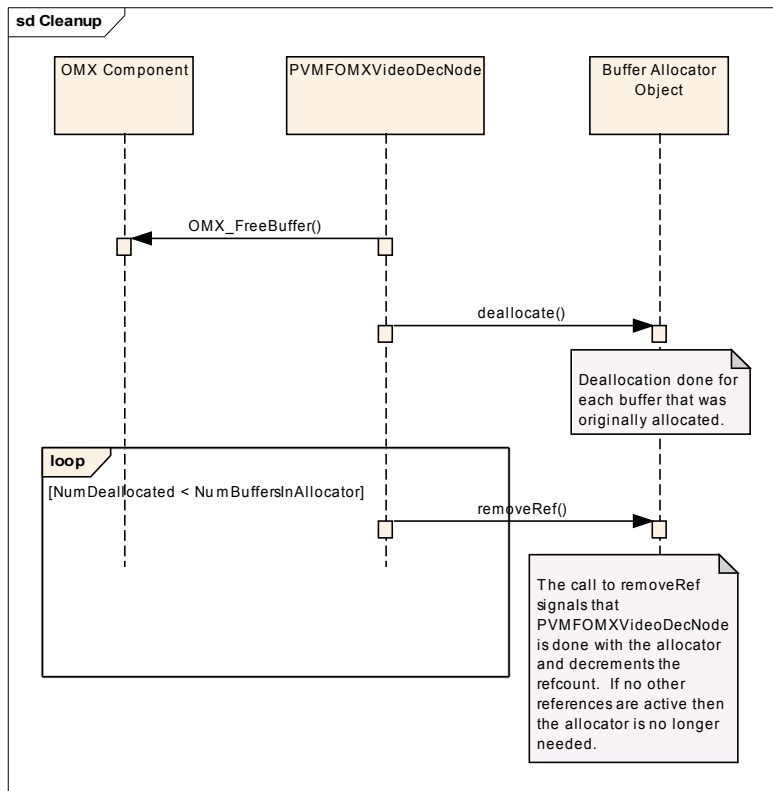 sd Cleanup
OMX Component
PVMFOMXVideoDecNode
Buffer Allocator
Object
OMX_FreeBuffer()
deallocate()
Deallocation done for
each buffer that was
originally allocated.
loop
[NumDeallocated < NumBuffersInAllocator]
removeRef()
The call to removeRef
signals that
PVMFOMXVideoDecNode
is done with the allocator
and decrements the
refcount. If no other
references are active then
the allocator is no longer
needed.